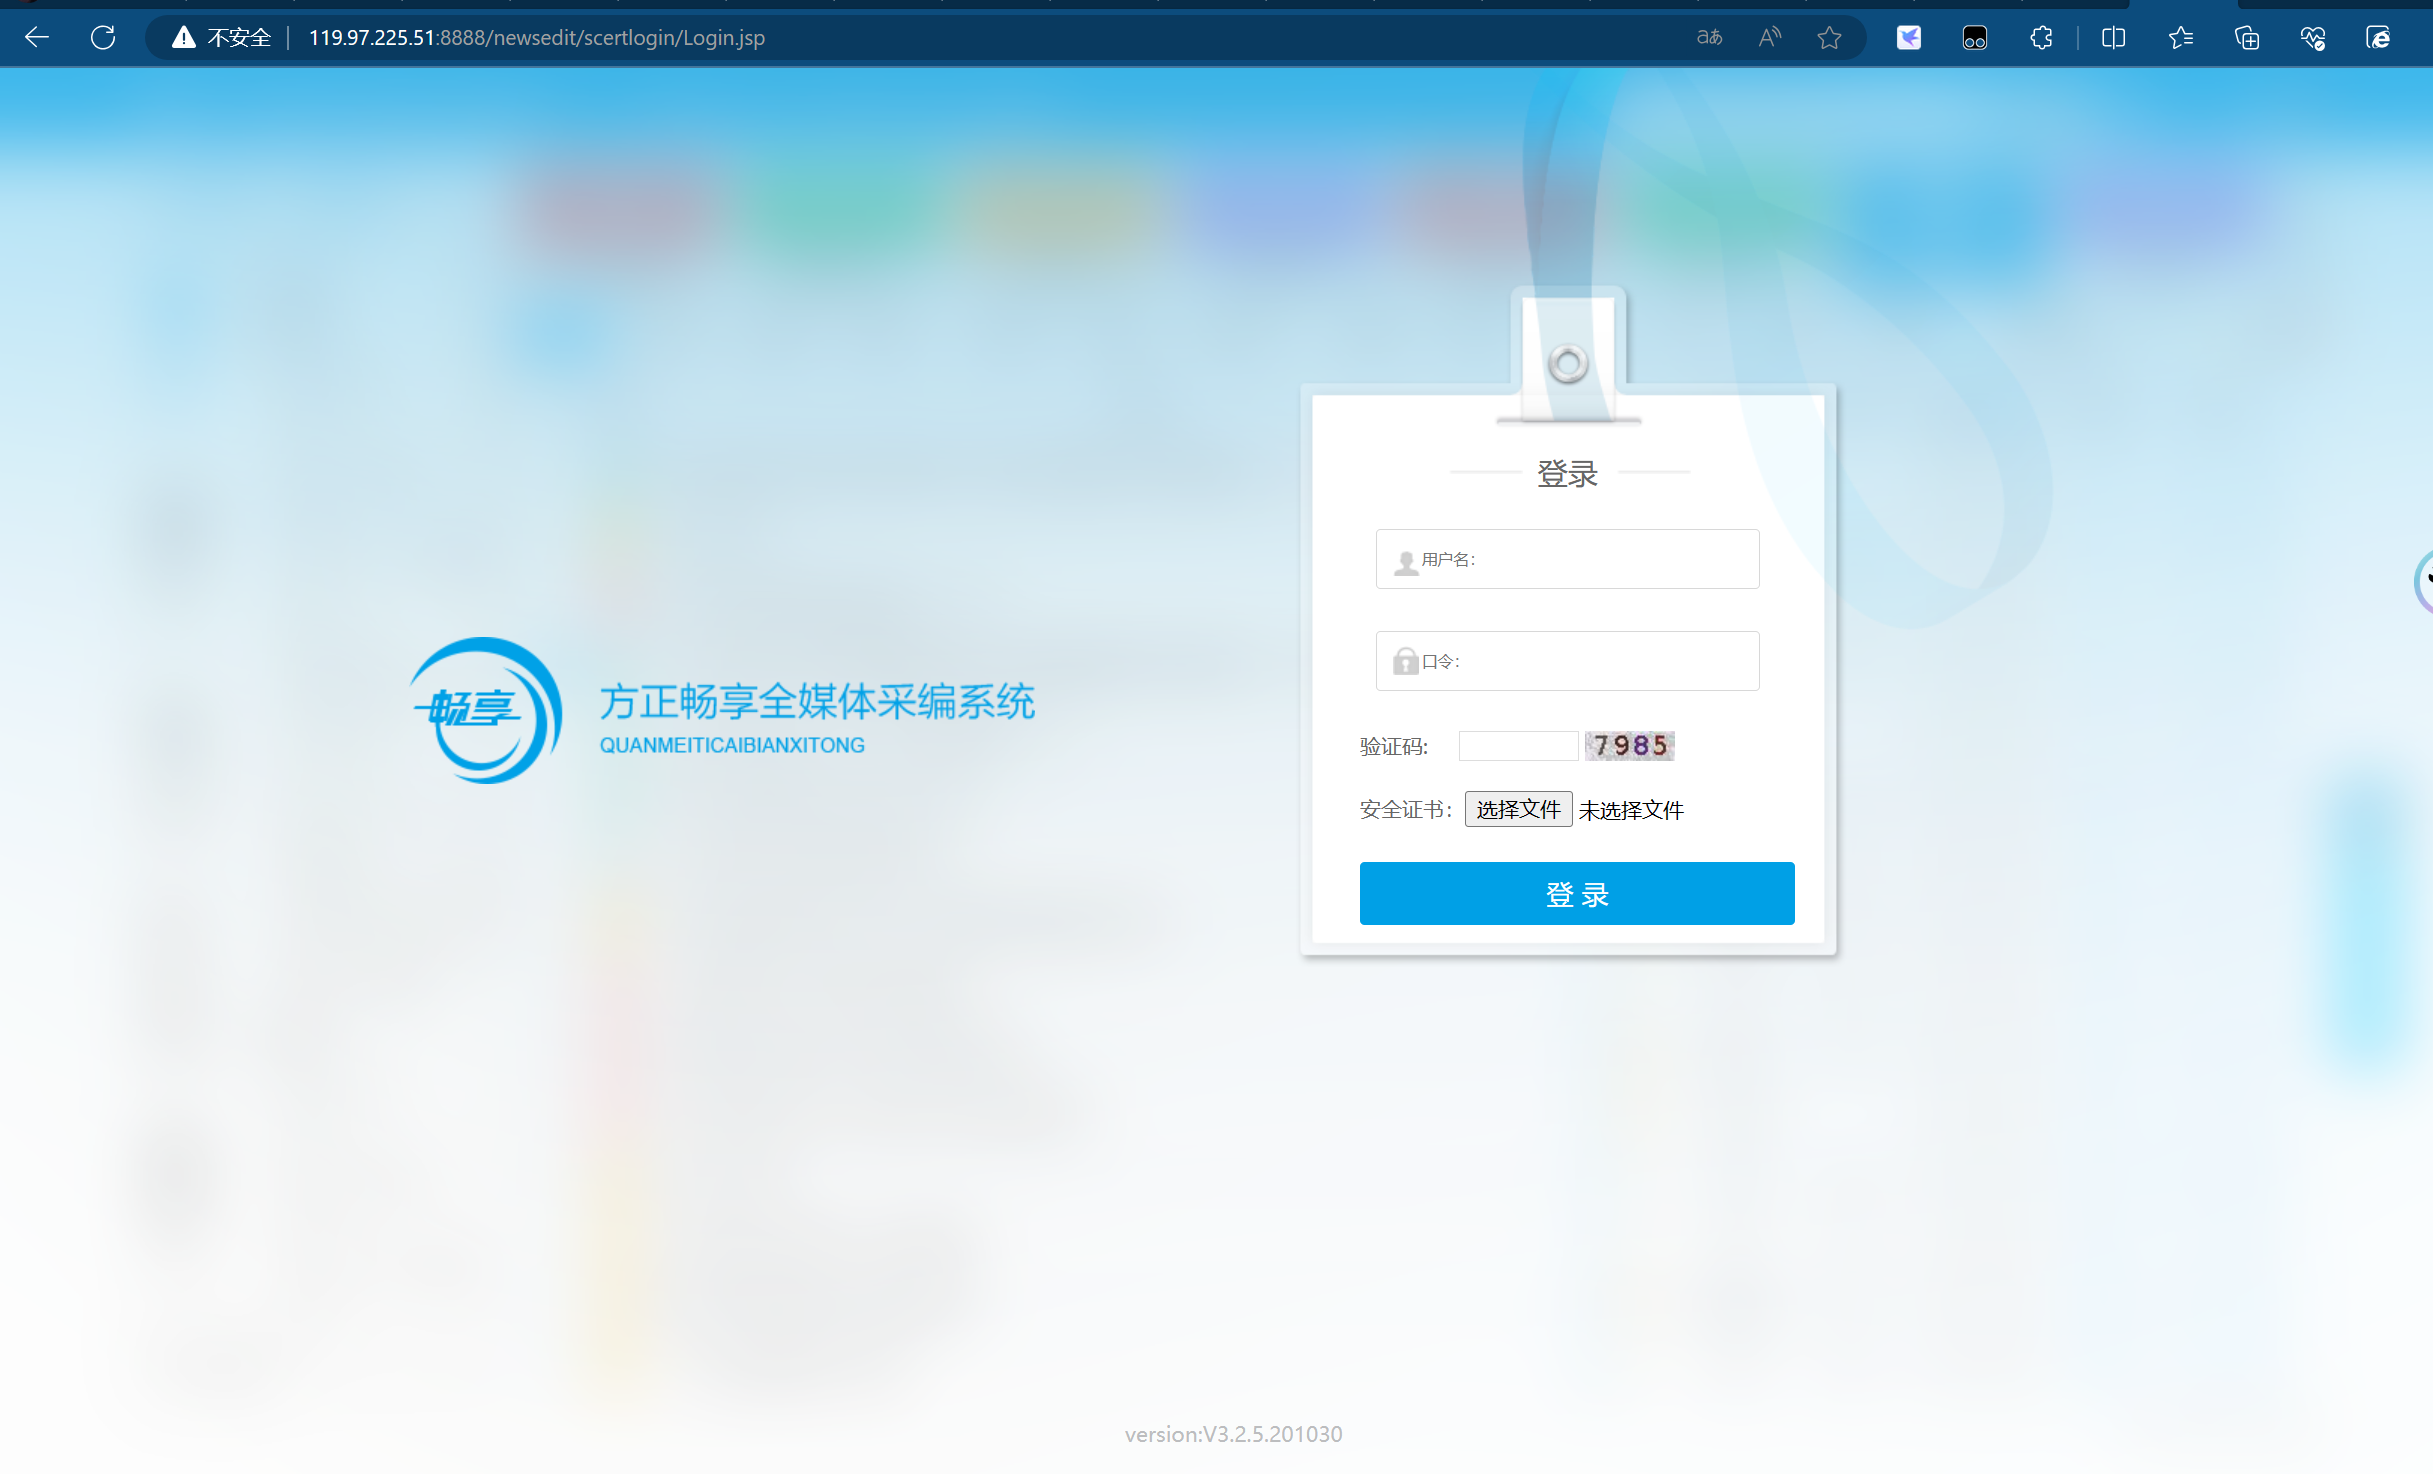 不安全 119.97.225.51:8888/newsedit/scertlogin/Login.jsp
登录
用户名：
口令：
畅享
方正畅享全媒体采编系统
QUANMEITICAIBIANXITONG
验证码: 7985
安全证书： 选择文件 未选择文件
登 录
version:V3.2.5.201030